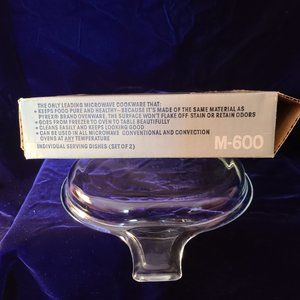 THE ONLY LEADING MICROWAVE COOKWARE THAT:
• KEEPS FOOD PURE AND HEALTHY—BECAUSE IT'S MADE OF THE SAME MATERIAL AS
PYREX® BRAND OVENWARE, THE SURFACE WON'T FLAKE OFF STAIN OR RETAIN ODORS
• GOES FROM FREEZER TO OVEN TO TABLE BEAUTIFULLY
• CLEANS EASILY AND KEEPS LOOKING GOOD
• CAN BE USED IN ALL MICROWAVE CONVENTIONAL AND CONVECTION
OVENS AT ANY TEMPERATURE
INDIVIDUAL SERVING DISHES (SET OF 2)
M-600